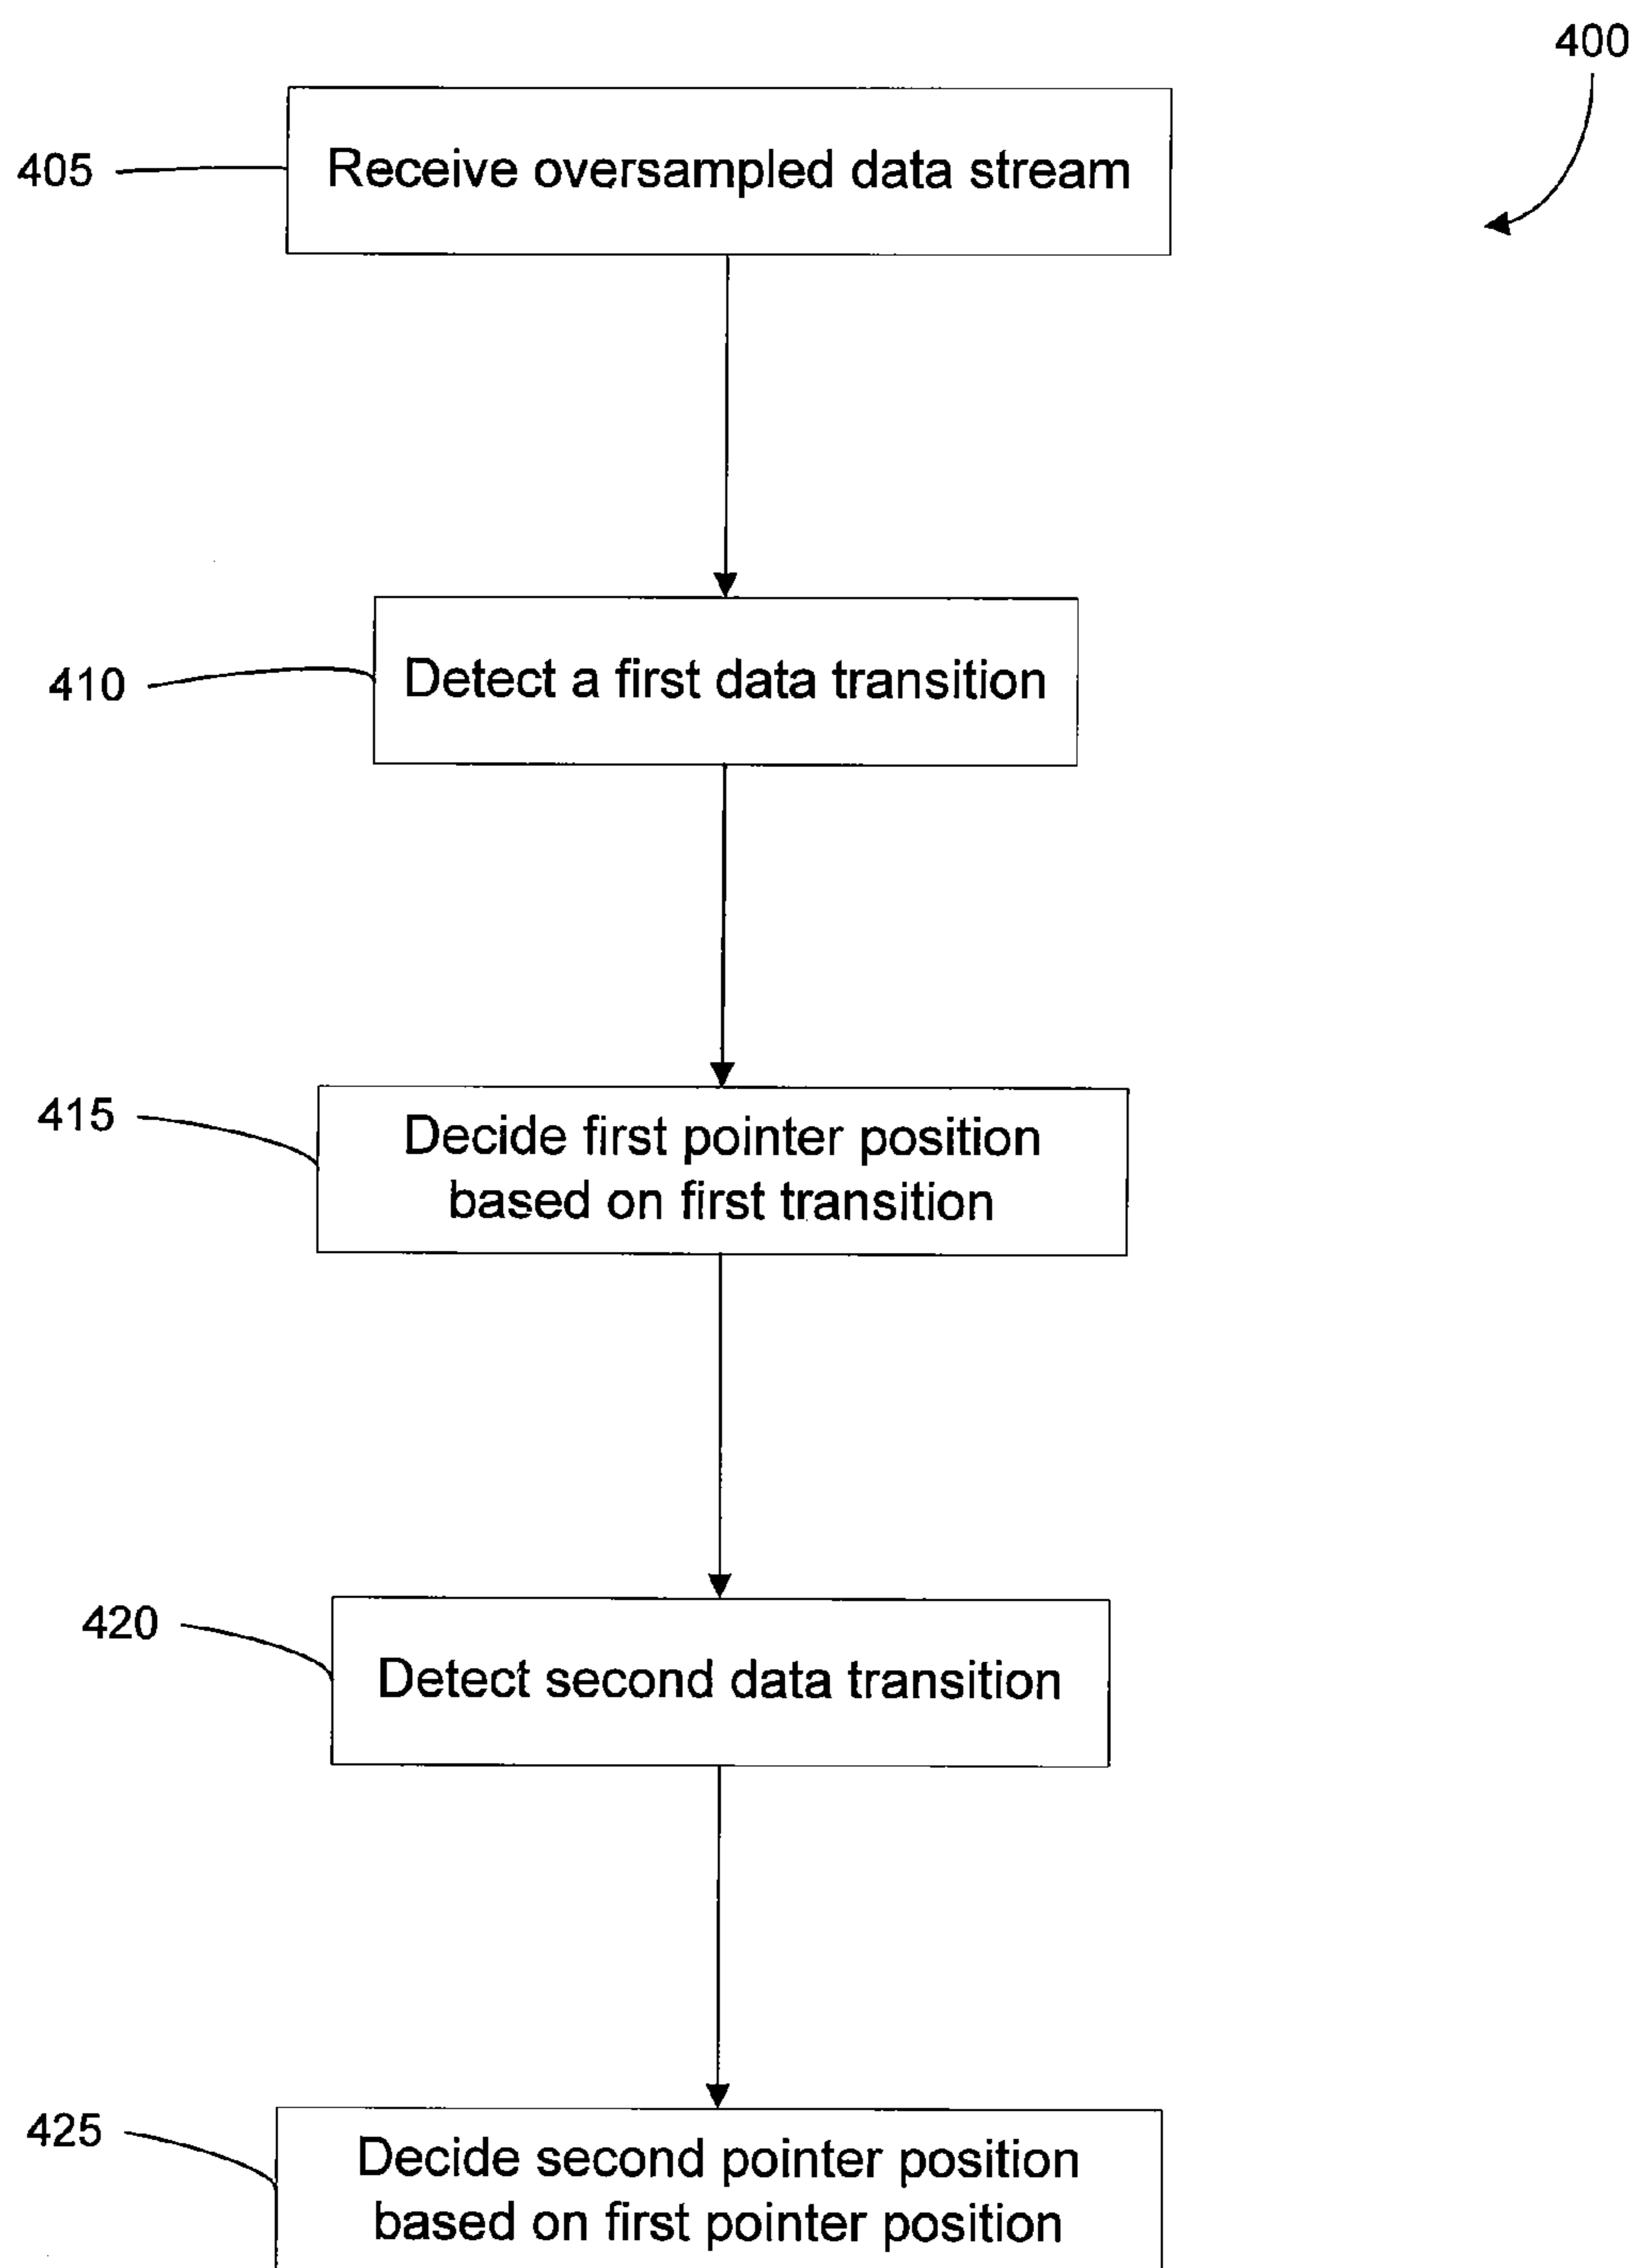 400
405
Receive oversampled data stream
410
Detect a first data transition
415
Decide first pointer position
based on first transition
420
Detect second data transition
425
Decide second pointer position
based on first pointer position